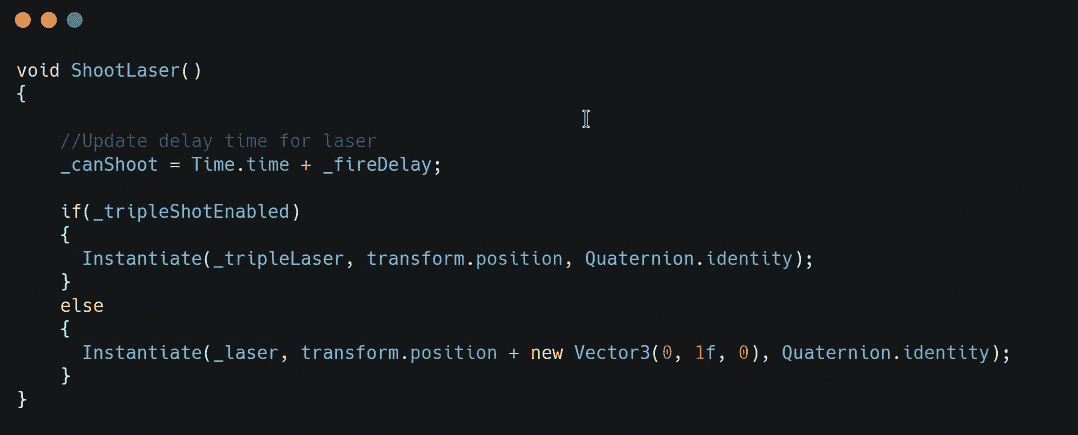 void ShootLaser()
{
//Update delay time for laser
_canShoot = Time.time + _fireDelay;
if(_tripleShotEnabled)
{
Instantiate(_tripleLaser, transform.position, Quaternion.identity);
}
else
{
Instantiate(_laser, transform.position + new Vector3(0, 1f, 0), Quaternion.identity);
}
}